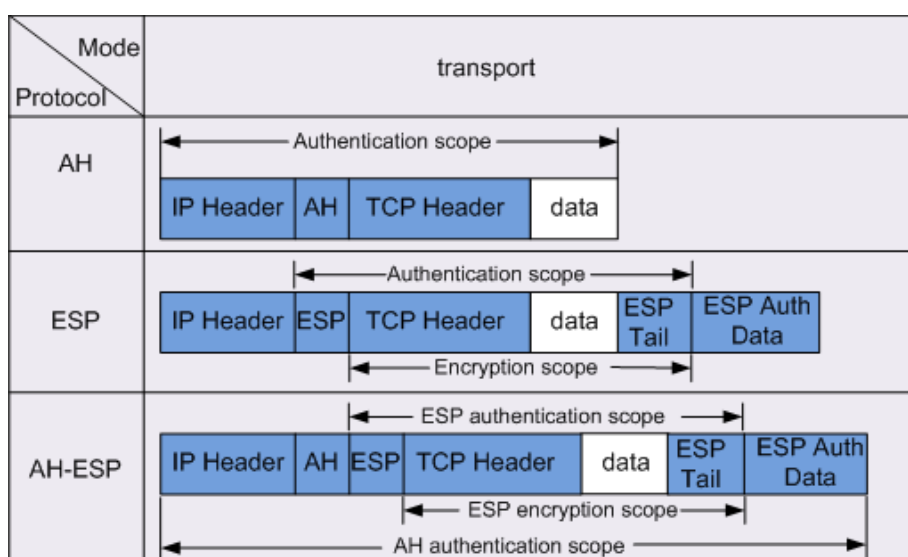 Mode
Protocol
transport
AH
Authentication scope
IP Header AH TCP Header data
ESP
Authentication scope
IP Header ESP TCP Header data ESP Tail ESP Auth Data
Encryption scope
AH-ESP
ESP authentication scope
IP Header AH ESP TCP Header data ESP Tail ESP Auth Data
ESP encryption scope
AH authentication scope